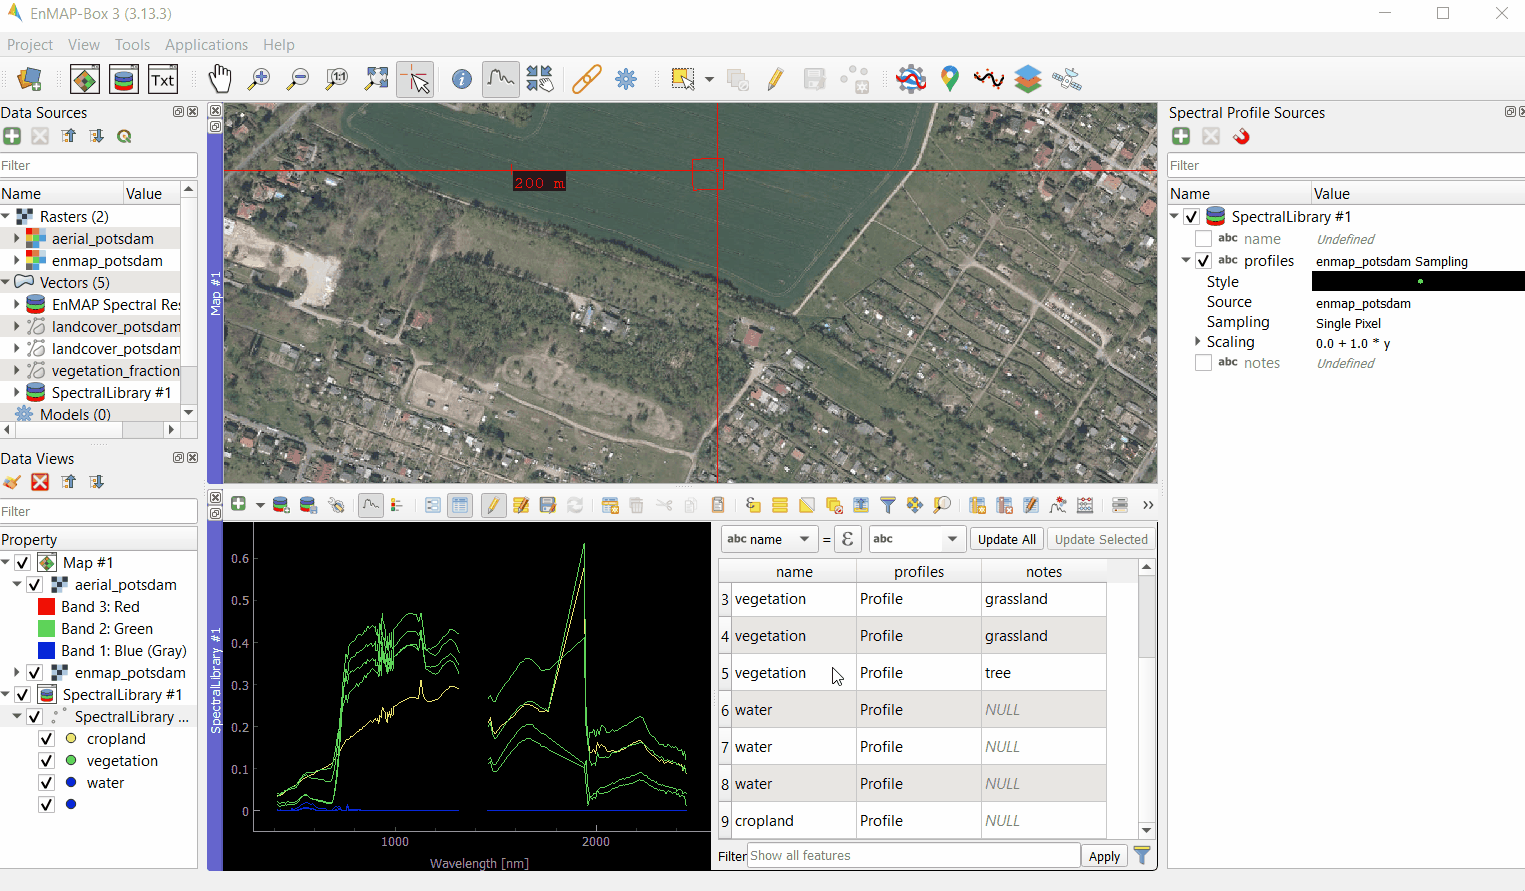 EnMAP-Box 3 (3.13.3)
Project View Tools Applications Help
Txt
1:1
Data Sources
Filter
Name Value
Rasters (2)
aerial_potsdam
enmap_potsdam
Vectors (5)
EnMAP Spectral Re
landcover_potsdam
landcover_potsdam
vegetation_fraction
SpectralLibrary #1
Models (0)
Data Views
Filter
Property
Map #1
aerial_potsdam
Band 3: Red
Band 2: Green
Band 1: Blue (Gray)
enmap_potsdam
SpectralLibrary #1
SpectralLibrary ...
cropland
vegetation
water
Map #1
200 m
SpectralLibrary #1
0.6
0.5
0.4
0.3
0.2
0.1
0
1000 2000
Wavelength [nm]
abc name = ε abc Update All Update Selected
name profiles notes
3 vegetation Profile grassland
4 vegetation Profile grassland
5 vegetation Profile tree
6 water Profile NULL
7 water Profile NULL
8 water Profile NULL
9 cropland Profile NULL
Filter Show all features Apply
Spectral Profile Sources
Filter
Name Value
SpectralLibrary #1
abc name Undefined
abc profiles enmap_potsdam Sampling
Style
Source enmap_potsdam
Sampling Single Pixel
Scaling 0.0 + 1.0 * y
abc notes Undefined